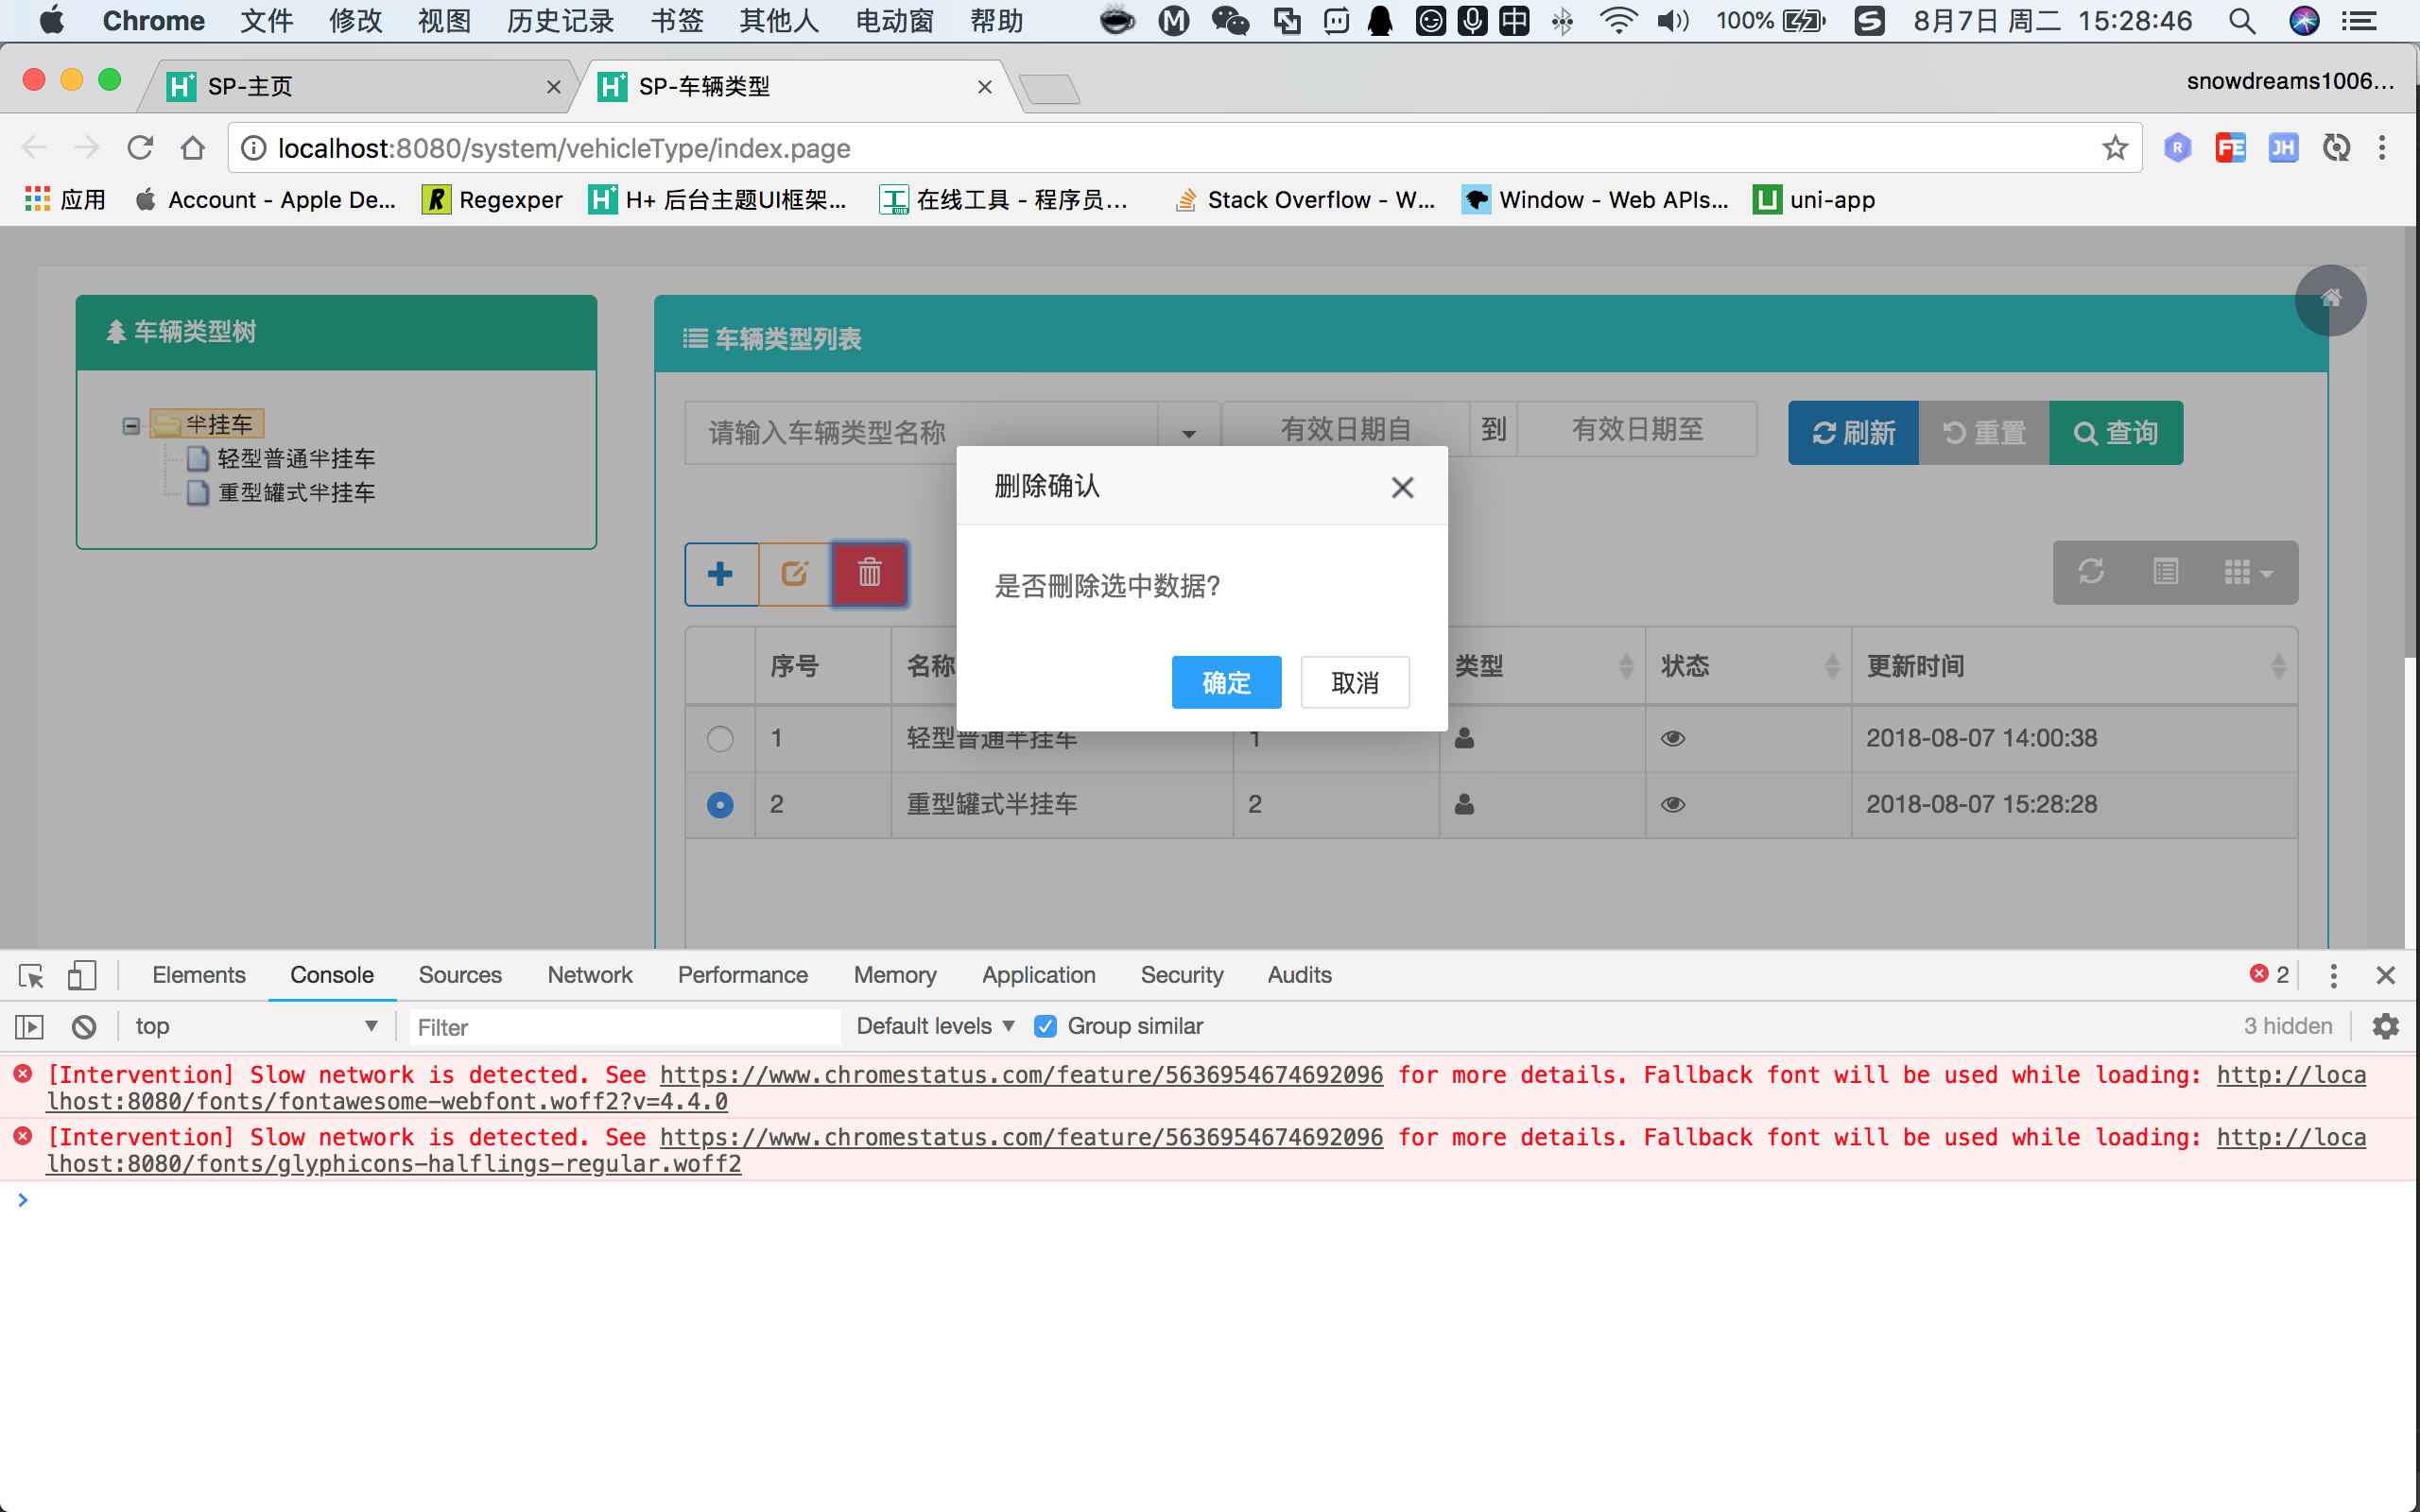 Chrome 文件 修改 视图 历史记录 书签 其他人 电动窗 帮助 100% 8月7日 周二 15:28:46
SP-主页 SP-车辆类型 snowdreams1006...
localhost:8080/system/vehicleType/index.page
应用 Account - Apple De... Regexper H+ 后台主题UI框架... 在线工具 - 程序员... Stack Overflow - W... Window - Web APIs... uni-app
车辆类型树
半挂车
轻型普通半挂车
重型罐式半挂车
车辆类型列表
请输入车辆类型名称 有效日期自 到 有效日期至 刷新 重置 查询
删除确认
是否删除选中数据?
确定 取消
序号 名称 类型 状态 更新时间
1 轻型普通半挂车 1 2018-08-07 14:00:38
2 重型罐式半挂车 2 2018-08-07 15:28:28
Elements Console Sources Network Performance Memory Application Security Audits 2
top Filter Default levels Group similar 3 hidden
[Intervention] Slow network is detected. See https://www.chromestatus.com/feature/5636954674692096 for more details. Fallback font will be used while loading: http://loca
lhost:8080/fonts/fontawesome-webfont.woff2?v=4.4.0
[Intervention] Slow network is detected. See https://www.chromestatus.com/feature/5636954674692096 for more details. Fallback font will be used while loading: http://loca
lhost:8080/fonts/glyphicons-halflings-regular.woff2